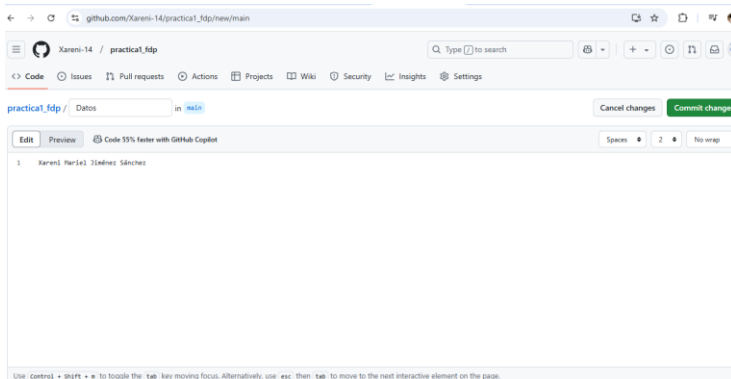 github.com/Xareni-14/practica1_fdp/new/main
Xareni-14 / practica1_fdp
Type / to search
Code Issues Pull requests Actions Projects Wiki Security Insights Settings
practica1_fdp / Datos in main
Cancel changes Commit change
Edit Preview Code 55% faster with GitHub Copilot
Spaces 2 No wrap
1 Xareni Mariel Jiménez Sánchez
Use Control + Shift + m to toggle the tab key moving focus. Alternatively, use esc then tab to move to the next interactive element on the page.